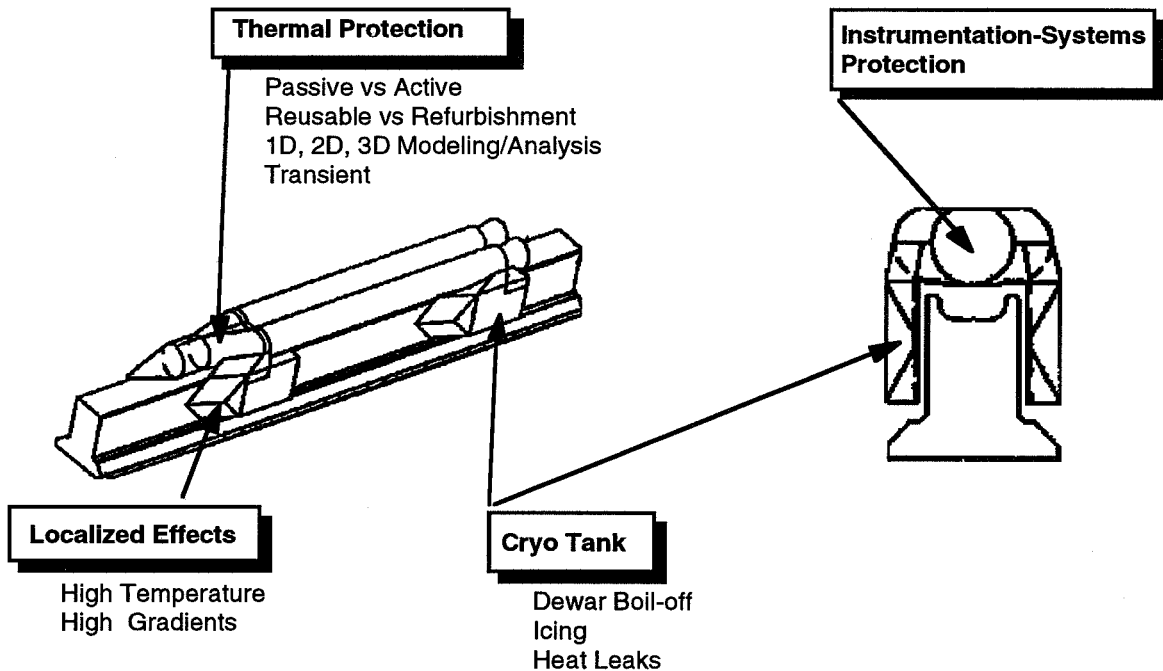 Thermal Protection
Passive vs Active
Reusable vs Refurbishment
1D, 2D, 3D Modeling/Analysis
Transient
Instrumentation-Systems
Protection
Localized Effects
High Temperature
High Gradients
Cryo Tank
Dewar Boil-off
Icing
Heat Leaks